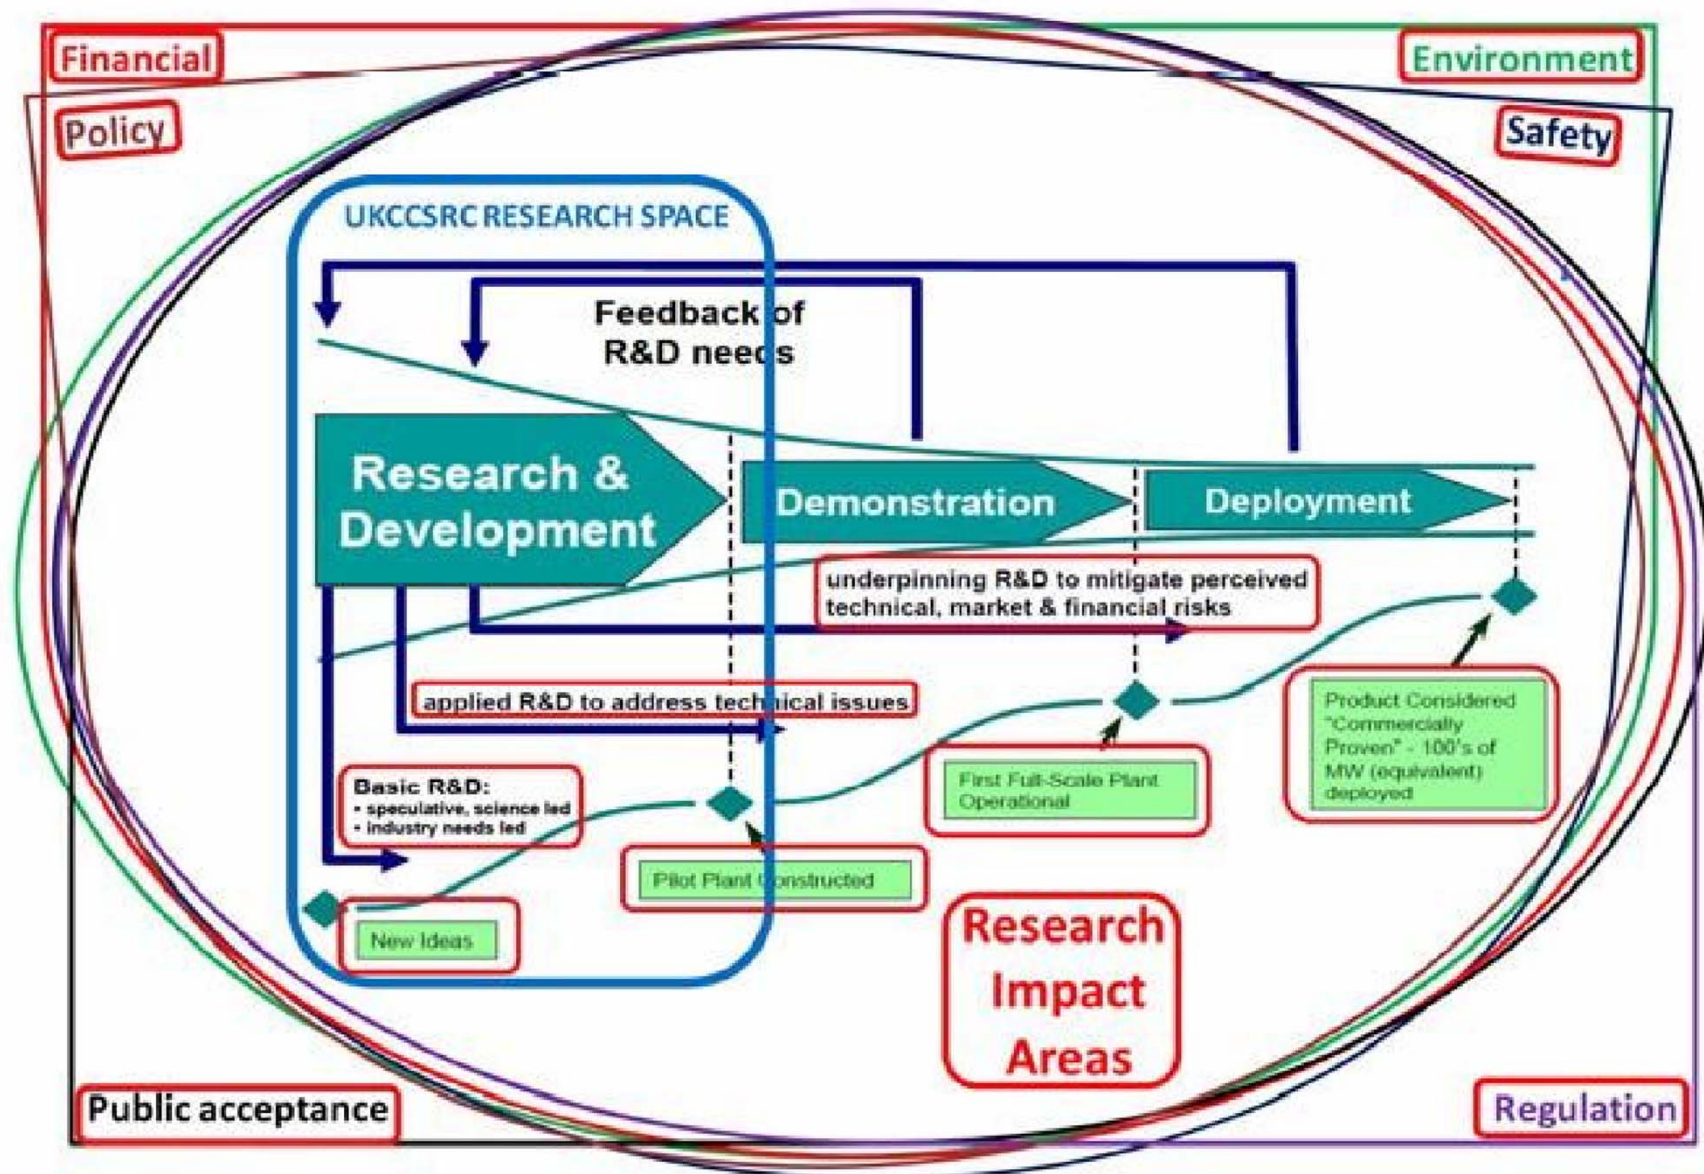 Financial
Environment
Policy
Safety
UKCCSRC RESEARCH SPACE
Feedback of
R&D needs
Research &
Development
Demonstration
Deployment
underpinning R&D to mitigate perceived
technical, market & financial risks
applied R&D to address technical issues
Product Considered
"Commercially
Proven" - 100's of
MW (equivalent)
deployed
First Full-Scale Plant
Operational
Basic R&D:
• speculative, science led
• industry needs led
Pilot Plant Constructed
New Ideas
Research
Impact
Areas
Public acceptance
Regulation